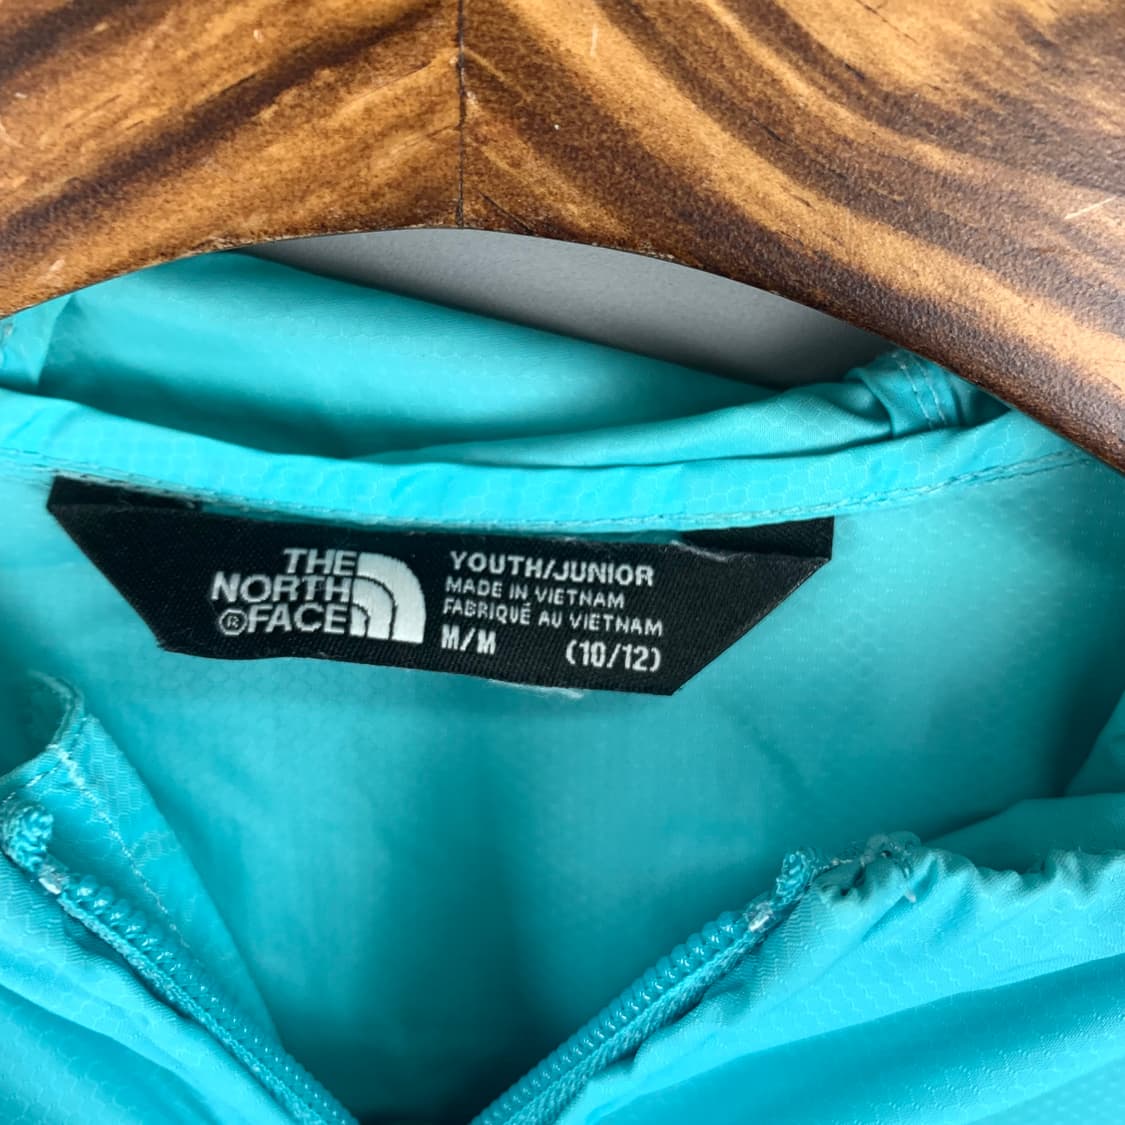 THE
NORTH
®FACE
YOUTH/JUNIOR
MADE IN VIETNAM
FABRIQUÉ AU VIETNAM
M/M (10/12)